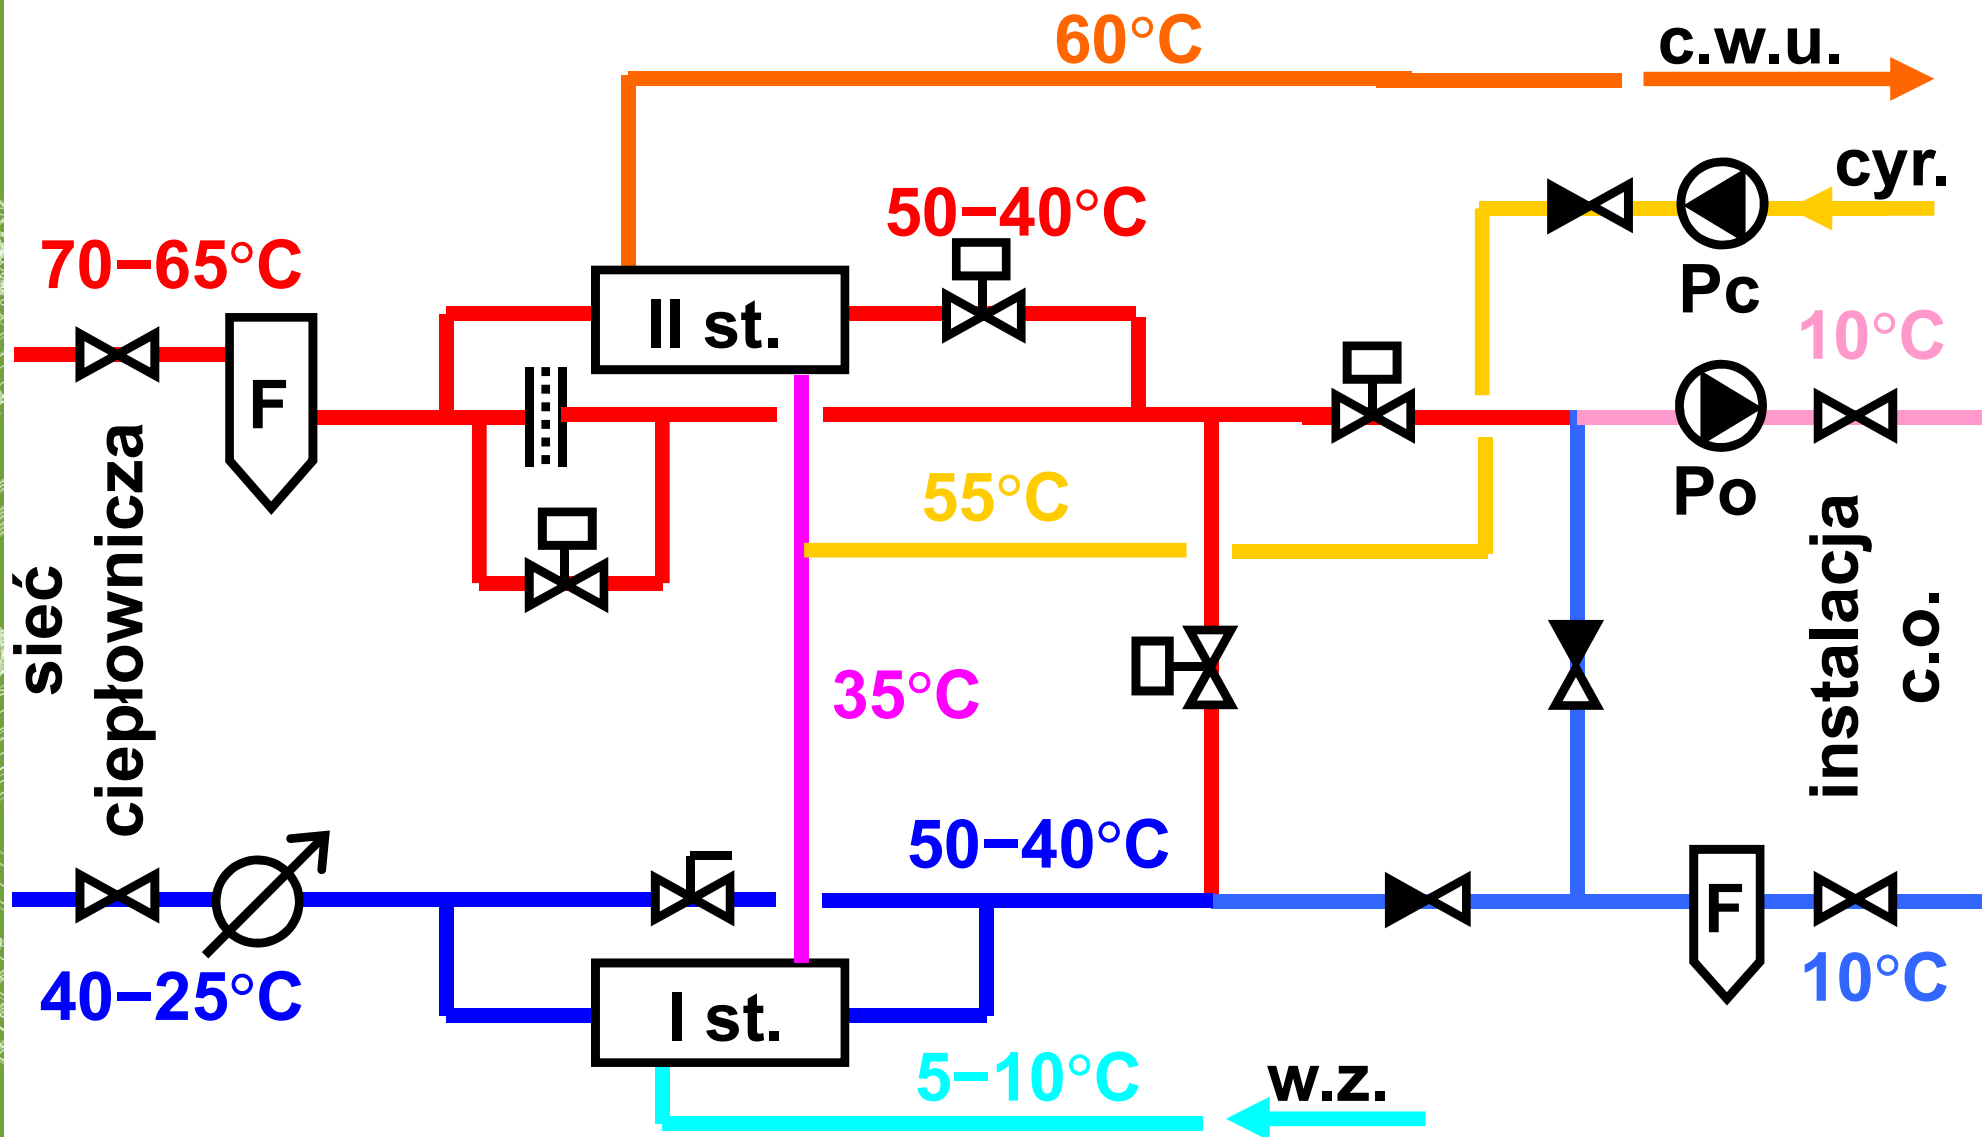 60°C
c.w.u.
cyr.
50−40°C
70−65°C
II st.
Pc
10°C
F
55°C
Po
sieć
ciepłownicza
instalacja
c.o.
35°C
50−40°C
F
40−25°C
10°C
I st.
5−10°C
w.z.